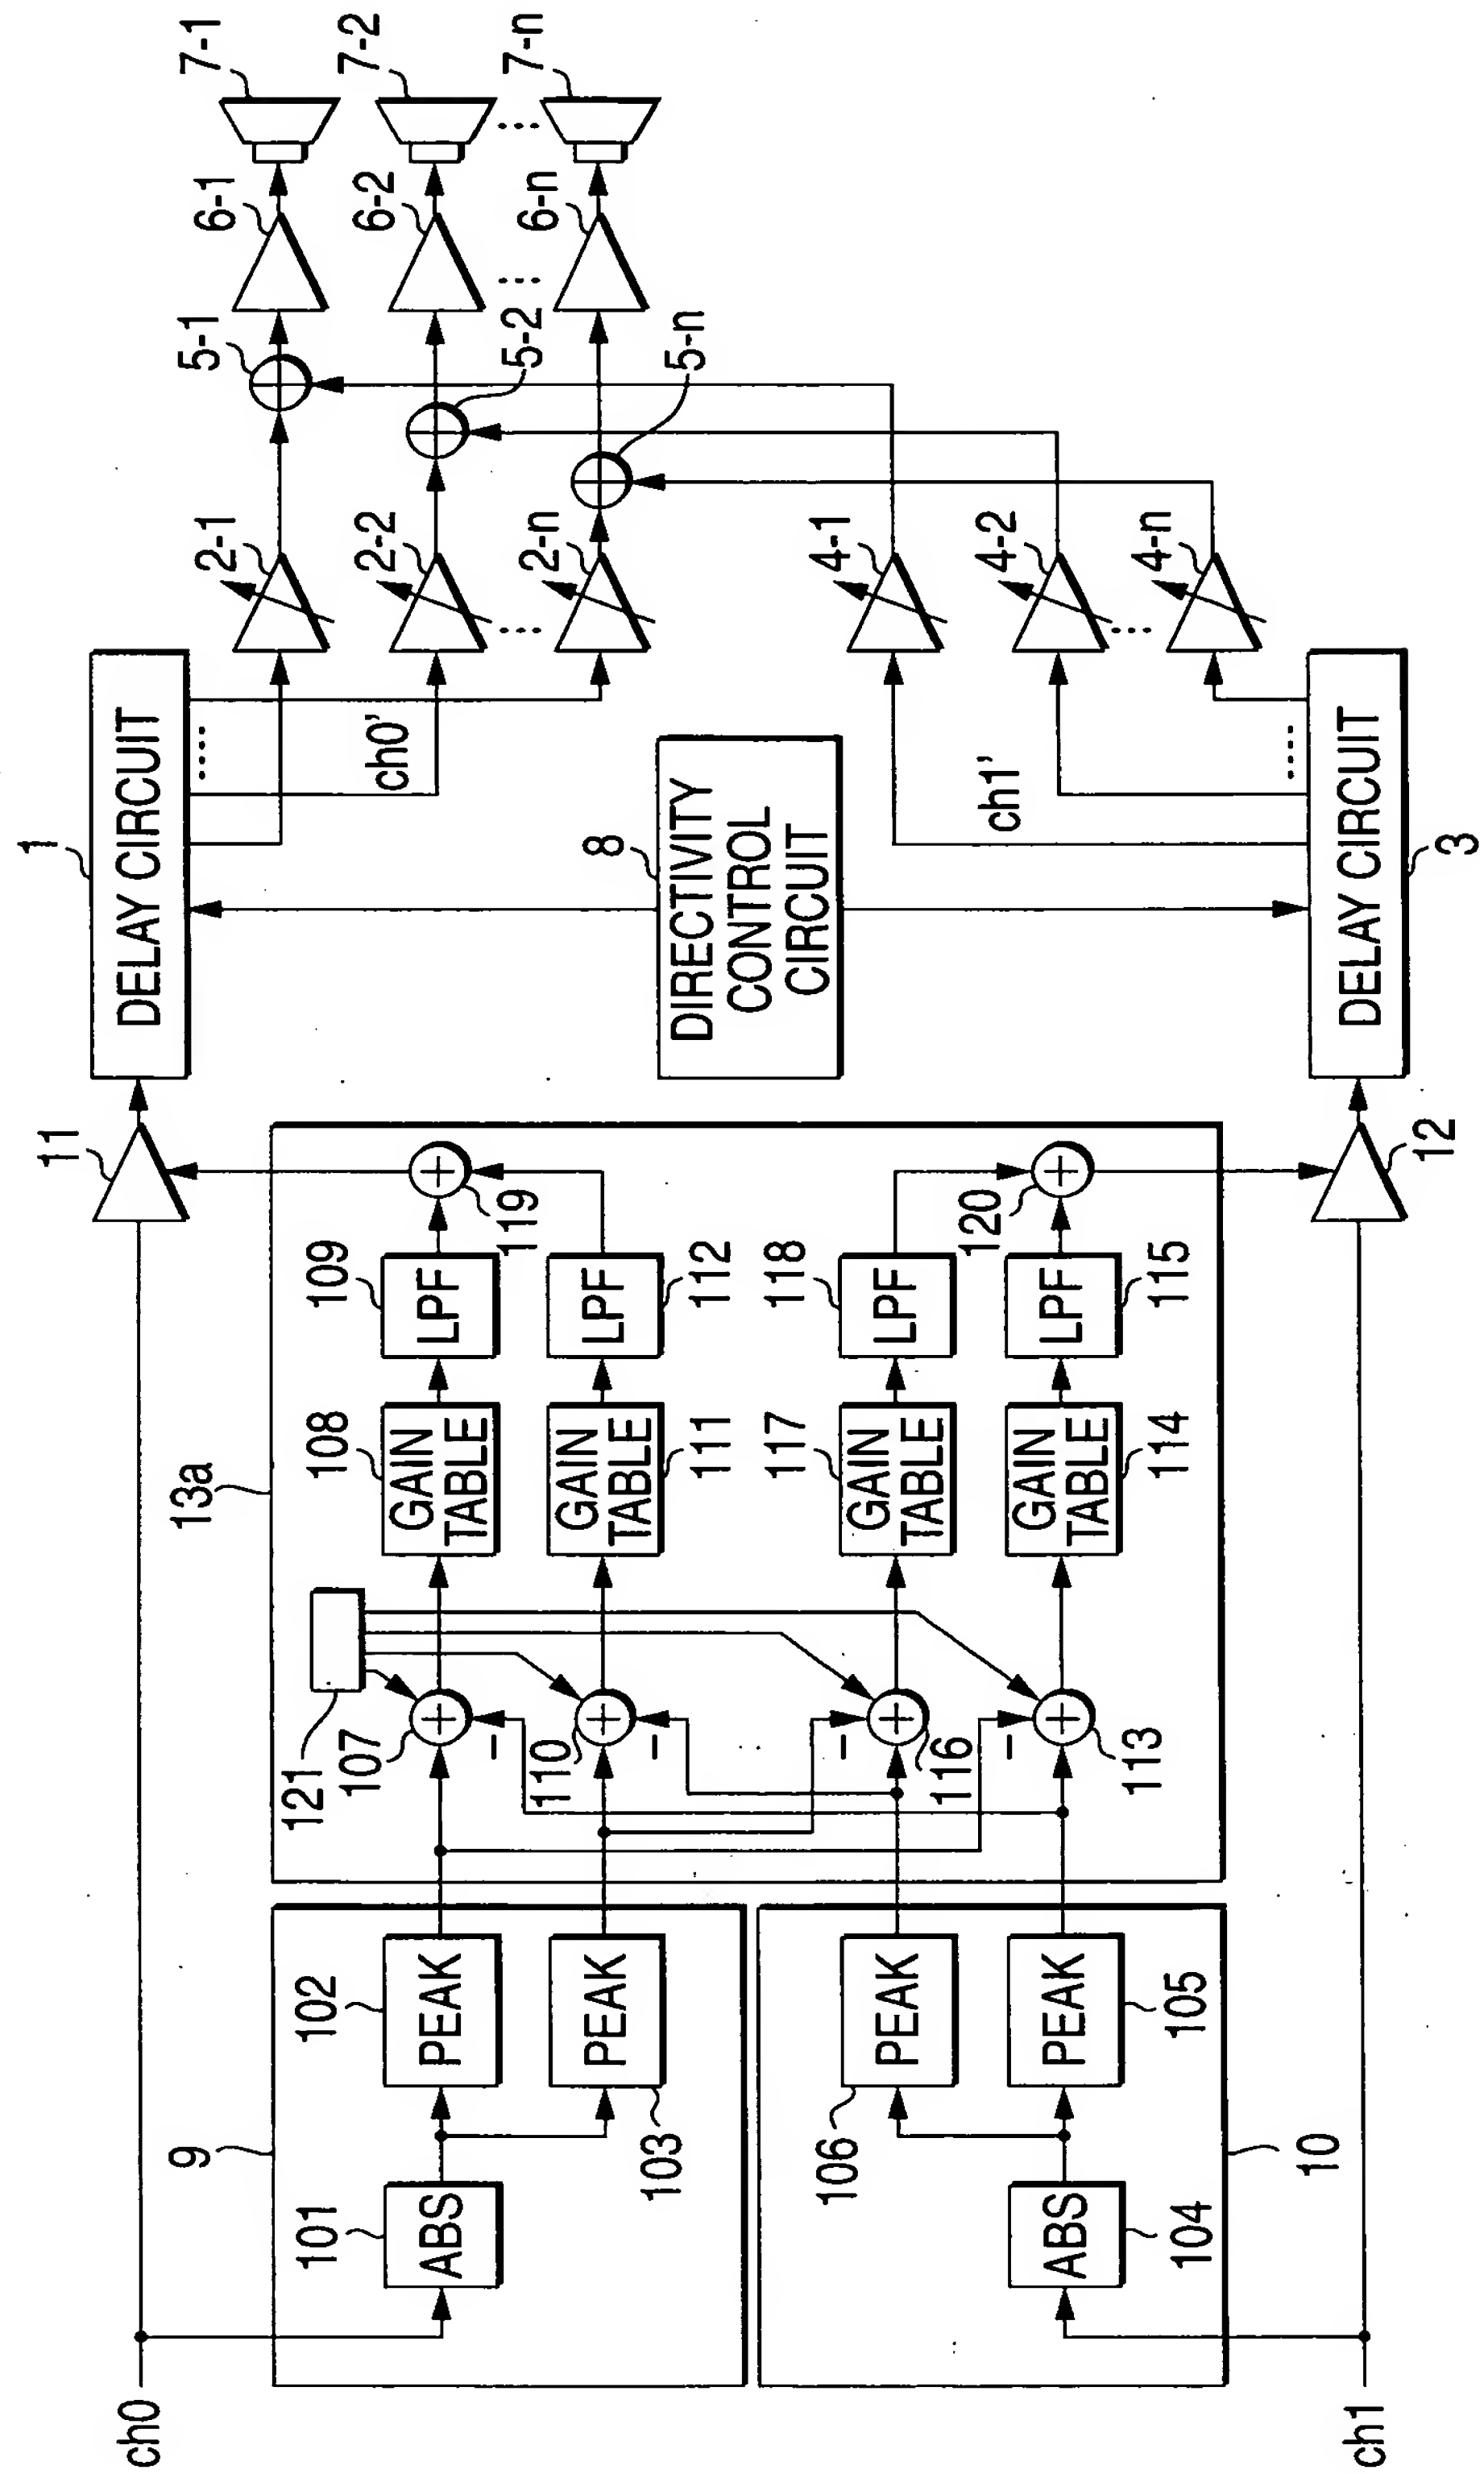 ch0
9
101
ABS
102
PEAK
PEAK
103
106
PEAK
PEAK
105
ABS
104
10
ch1
13a
121
107
-
110
-
-
116
-
113
108
GAIN
TABLE
GAIN
TABLE
111
117
GAIN
TABLE
GAIN
TABLE
114
109
LPF
LPF
112
118
LPF
LPF
115
119
120
11
12
1
DELAY CIRCUIT
....
ch0'
8
DIRECTIVITY
CONTROL
CIRCUIT
ch1'
....
DELAY CIRCUIT
3
2-1
2-2
...
2-n
4-1
4-2
...
4-n
5-1
5-2
5-n
6-1
6-2
...
6-n
7-1
7-2
...
7-n